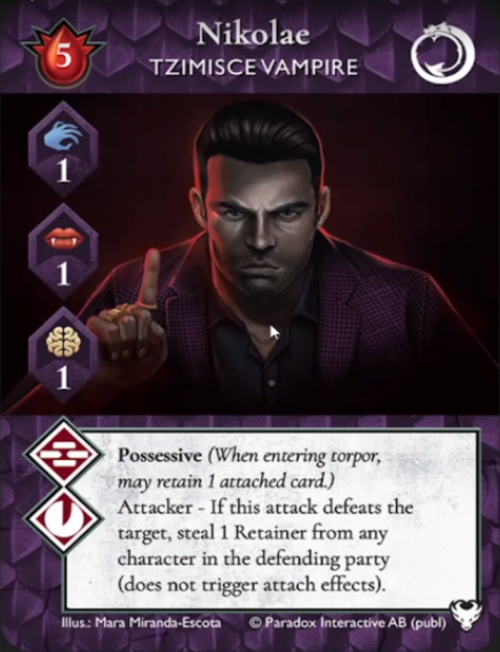 5
Nikolae
TZIMISCE VAMPIRE
1
1
1
Possessive (When entering torpor,
may retain 1 attached card.)
Attacker - If this attack defeats the
target, steal 1 Retainer from any
character in the defending party
(does not trigger attach effects).
Illus.: Mara Miranda-Escota © Paradox Interactive AB (publ)